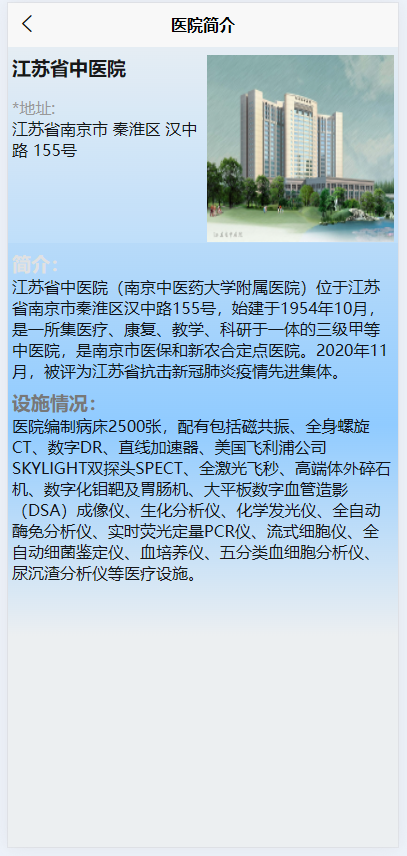 医院简介
江苏省中医院
*地址:
江苏省南京市 秦淮区 汉中
路 155号
江苏省中医院
简介:
江苏省中医院（南京中医药大学附属医院）位于江苏
省南京市秦淮区汉中路155号，始建于1954年10月，
是一所集医疗、康复、教学、科研于一体的三级甲等
中医院，是南京市医保和新农合定点医院。2020年11
月，被评为江苏省抗击新冠肺炎疫情先进集体。
设施情况:
医院编制病床2500张，配有包括磁共振、全身螺旋
CT、数字DR、直线加速器、美国飞利浦公司
SKYLIGHT双探头SPECT、全激光飞秒、高端体外碎石
机、数字化钼靶及胃肠机、大平板数字血管造影
（DSA）成像仪、生化分析仪、化学发光仪、全自动
酶免分析仪、实时荧光定量PCR仪、流式细胞仪、全
自动细菌鉴定仪、血培养仪、五分类血细胞分析仪、
尿沉渣分析仪等医疗设施。